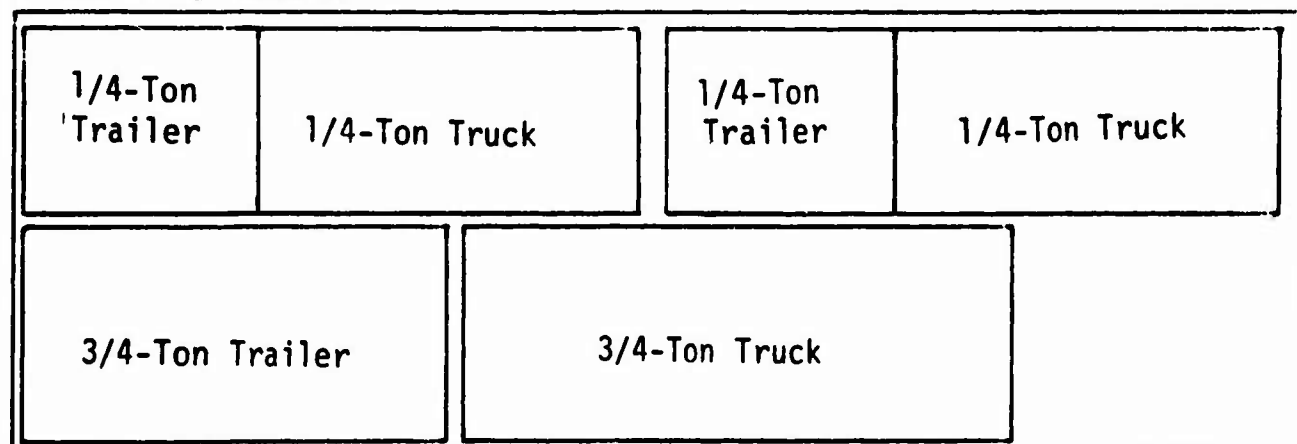 1/4-Ton
Trailer
1/4-Ton Truck
1/4-Ton
Trailer
1/4-Ton Truck
3/4-Ton Trailer
3/4-Ton Truck